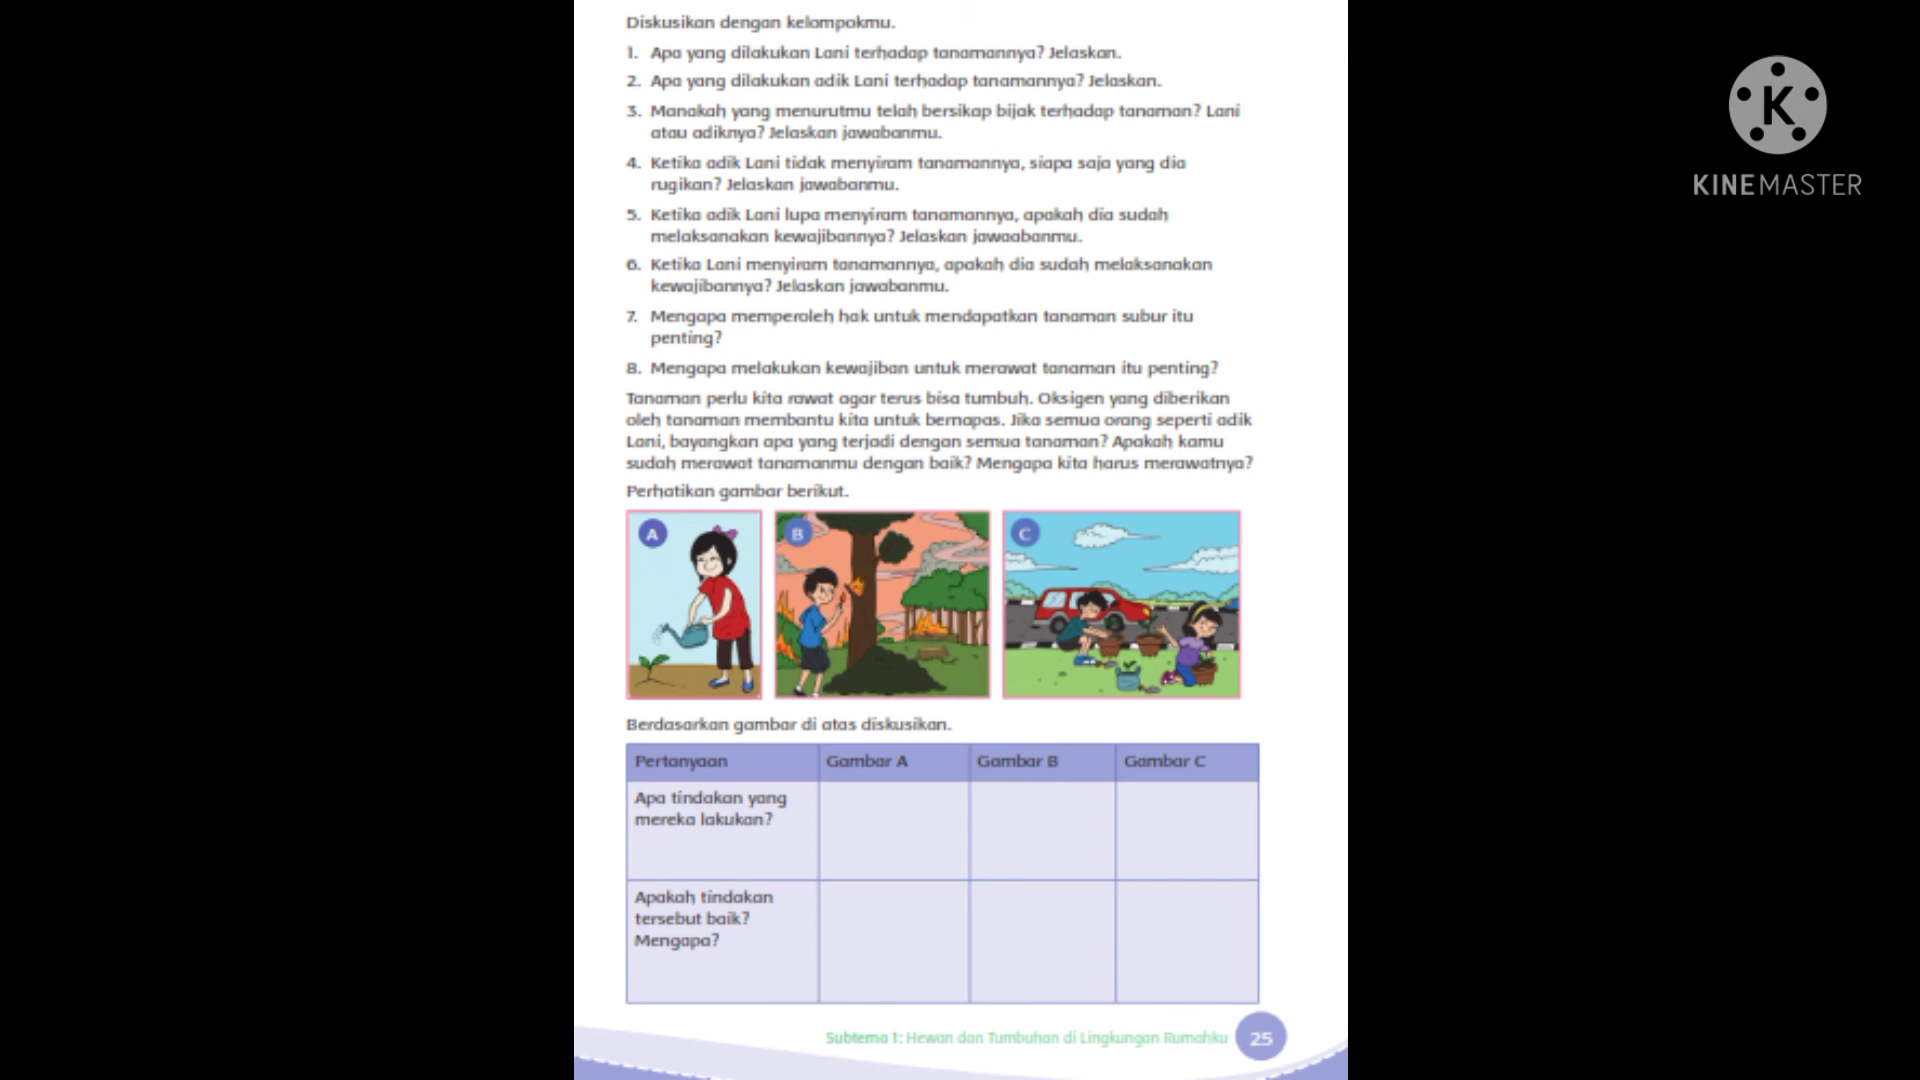 Diskusikan dengan kelompokmu.
1. Apa yang dilakukan Lani terhadap tanamannya? Jelaskan.
2. Apa yang dilakukan adik Lani terhadap tanamannya? Jelaskan.
3. Manakah yang menurutmu telah bersikap bijak terhadap tanaman? Lani
atau adiknya? Jelaskan jawabanmu.
4. Ketika adik Lani tidak menyiram tanamannya, siapa saja yang dia
rugikan? Jelaskan jawabanmu.
5. Ketika adik Lani lupa menyiram tanamannya, apakah dia sudah
melaksanakan kewajibannya? Jelaskan jawaabanmu.
6. Ketika Lani menyiram tanamannya, apakah dia sudah melaksanakan
kewajibannya? Jelaskan jawabanmu.
7. Mengapa memperoleh hak untuk mendapatkan tanaman subur itu
penting?
8. Mengapa melakukan kewajiban untuk merawat tanaman itu penting?
Tanaman perlu kita rawat agar terus bisa tumbuh. Oksigen yang diberikan
oleh tanaman membantu kita untuk bernapas. Jika semua orang seperti adik
Lani, bayangkan apa yang terjadi dengan semua tanaman? Apakah kamu
sudah merawat tanamanmu dengan baik? Mengapa kita harus merawatnya?
Perhatikan gambar berikut.
A B C
Berdasarkan gambar di atas diskusikan.
Pertanyaan Gambar A Gambar B Gambar C
Apa tindakan yang
mereka lakukan?
Apakah tindakan
tersebut baik?
Mengapa?
Subtema 1: Hewan dan Tumbuhan di Lingkungan Rumahku 25
K
KINEMASTER